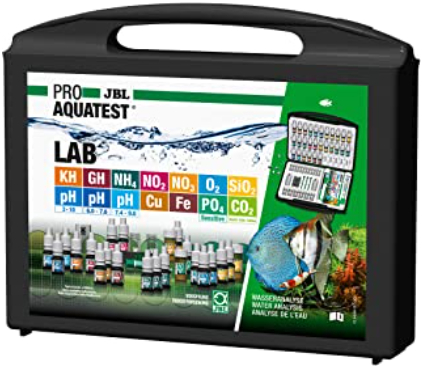 PRO JBL
AQUATEST®
LAB
KH GH NH4 NO2 NO3 O2 SiO2
pH pH pH Cu Fe PO4 CO2
3-10 6,0-7,6 7,4-9,0 Sensitive
JBL
WASSERANALYSE
WATER ANALYSIS
ANALYSE DE L'EAU